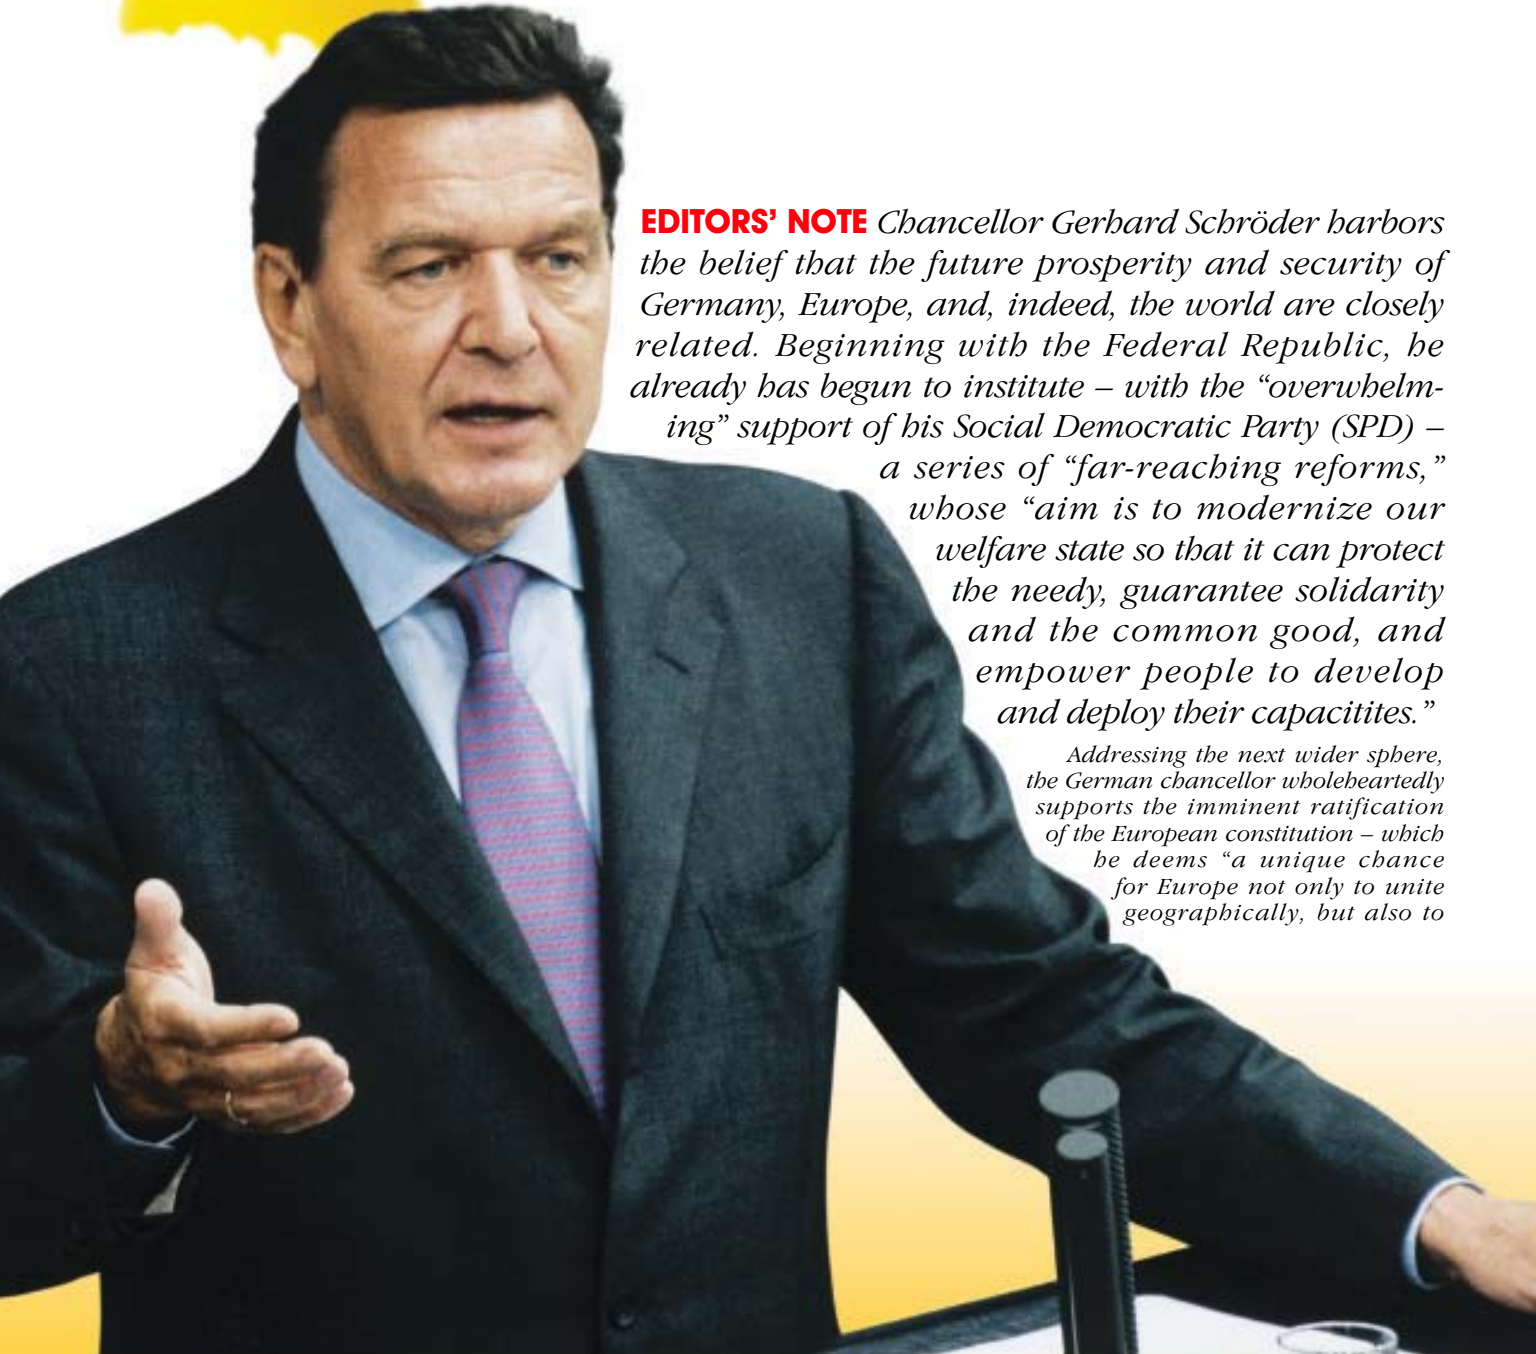 EDITORS’ NOTE Chancellor Gerhard Schröder harbors
the belief that the future prosperity and security of
Germany, Europe, and, indeed, the world are closely
related. Beginning with the Federal Republic, he
already has begun to institute – with the “overwhelm-
ing” support of his Social Democratic Party (SPD) –
a series of “far-reaching reforms,”
whose “aim is to modernize our
welfare state so that it can protect
the needy, guarantee solidarity
and the common good, and
empower people to develop
and deploy their capacitites.”
Addressing the next wider sphere,
the German chancellor wholeheartedly
supports the imminent ratification
of the European constitution – which
he deems “a unique chance
for Europe not only to unite
geographically, but also to